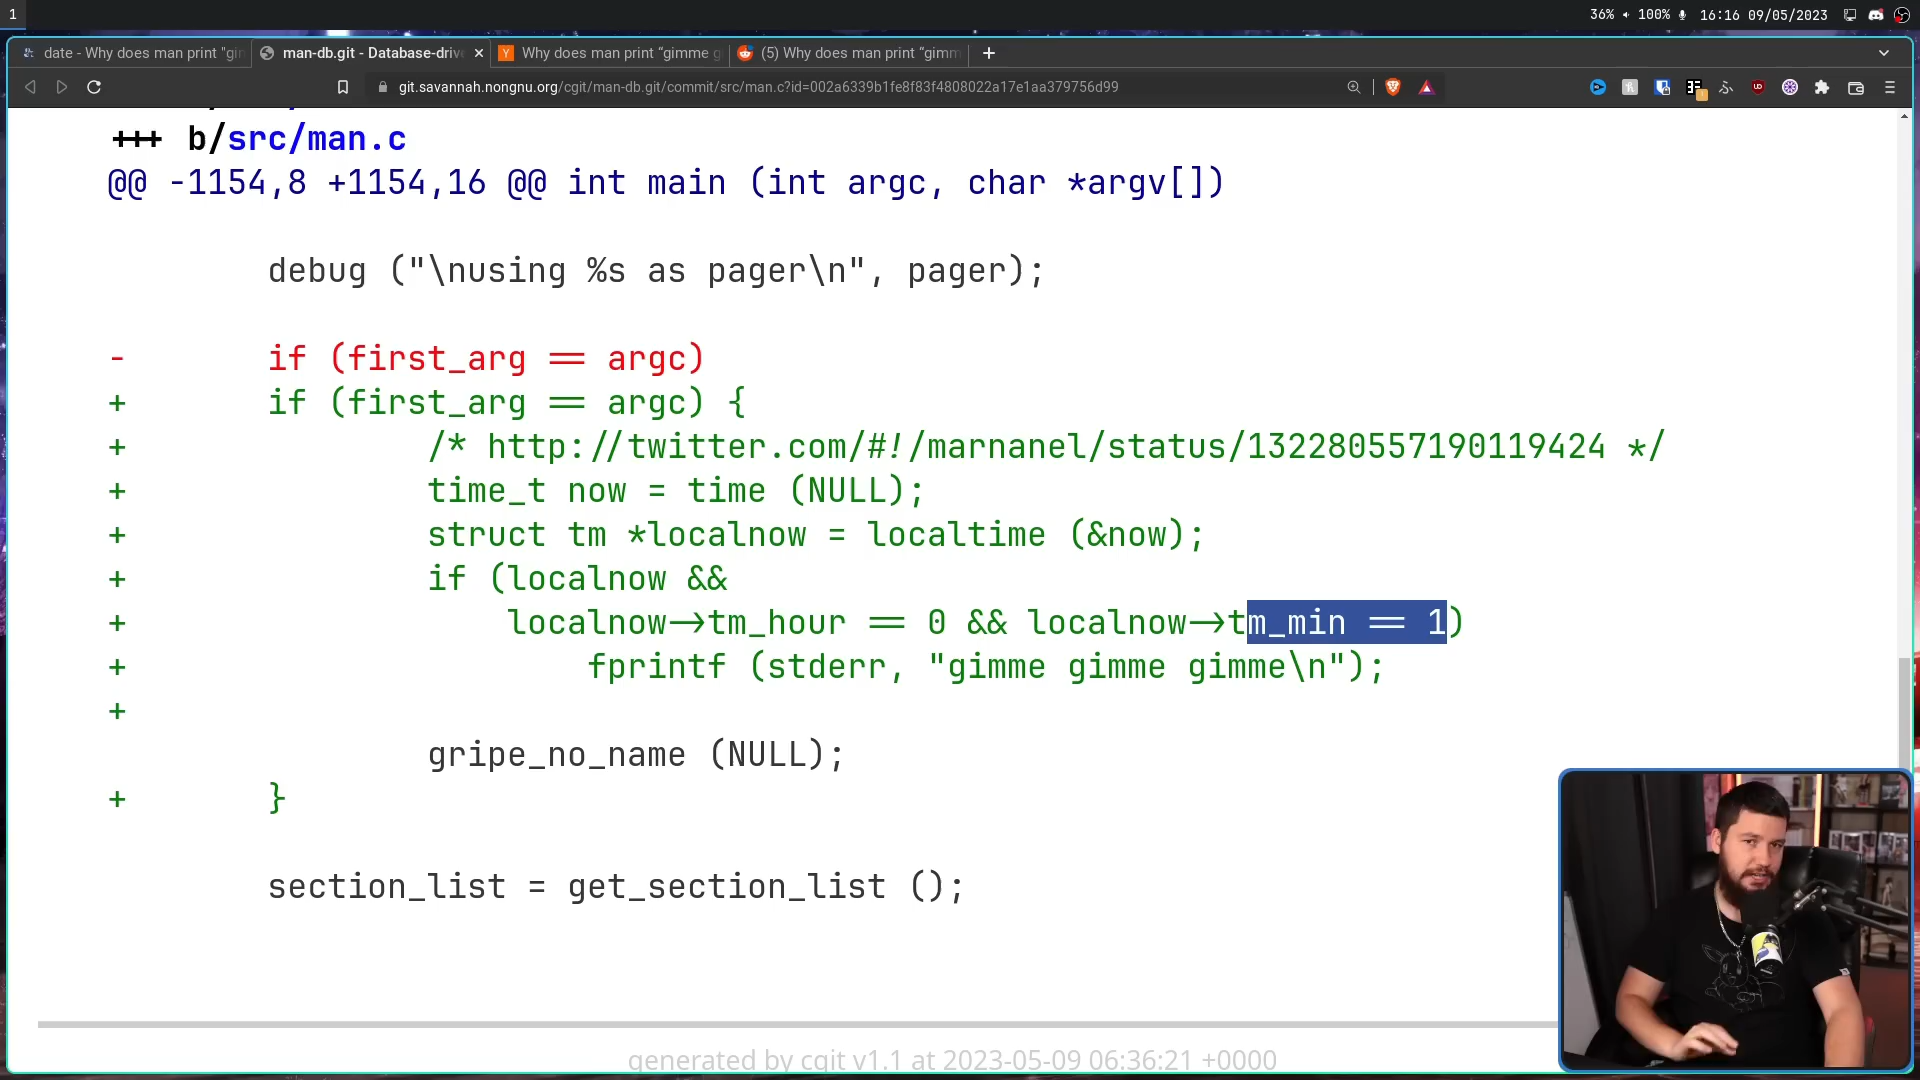 1
36% 100% 16:16 09/05/2023
date - Why does man print "gim
man-db.git - Database-drive
Why does man print “gimme g
(5) Why does man print “gimm
git.savannah.nongnu.org/cgit/man-db.git/commit/src/man.c?id=002a6339b1fe8f83f4808022a17e1aa379756d99
+++ b/src/man.c
@@ -1154,8 +1154,16 @@ int main (int argc, char *argv[])
debug ("\nusing %s as pager\n", pager);
- if (first_arg == argc)
+ if (first_arg == argc) {
+ /* http://twitter.com/#!/marnanel/status/132280557190119424 */
+ time_t now = time (NULL);
+ struct tm *localnow = localtime (&now);
+ if (localnow &&
+ localnow->tm_hour == 0 && localnow->tm_min == 1)
+ fprintf (stderr, "gimme gimme gimme\n");
+
gripe_no_name (NULL);
+ }
section_list = get_section_list ();
generated by cgit v1.1 at 2023-05-09 06:36:21 +0000